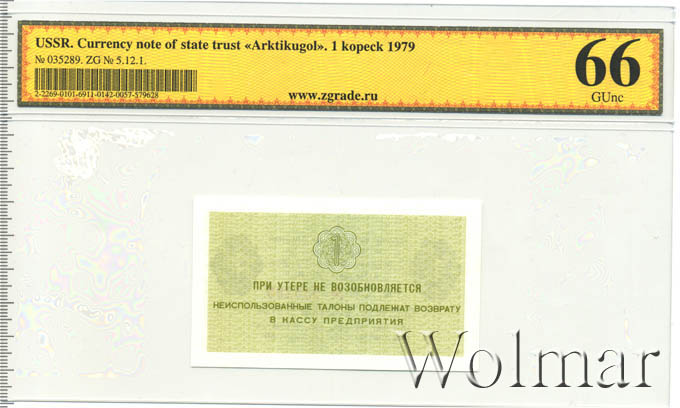 USSR. Currency note of state trust «Arktikugol». 1 kopeck 1979
№ 035289. ZG № 5.12.1.
66
GUnc
2-2269-0101-6911-0142-0057-579628
www.zgrade.ru
1
ПРИ УТЕРЕ НЕ ВОЗОБНОВЛЯЕТСЯ
НЕИСПОЛЬЗОВАННЫЕ ТАЛОНЫ ПОДЛЕЖАТ ВОЗВРАТУ
В КАССУ ПРЕДПРИЯТИЯ
Wolmar